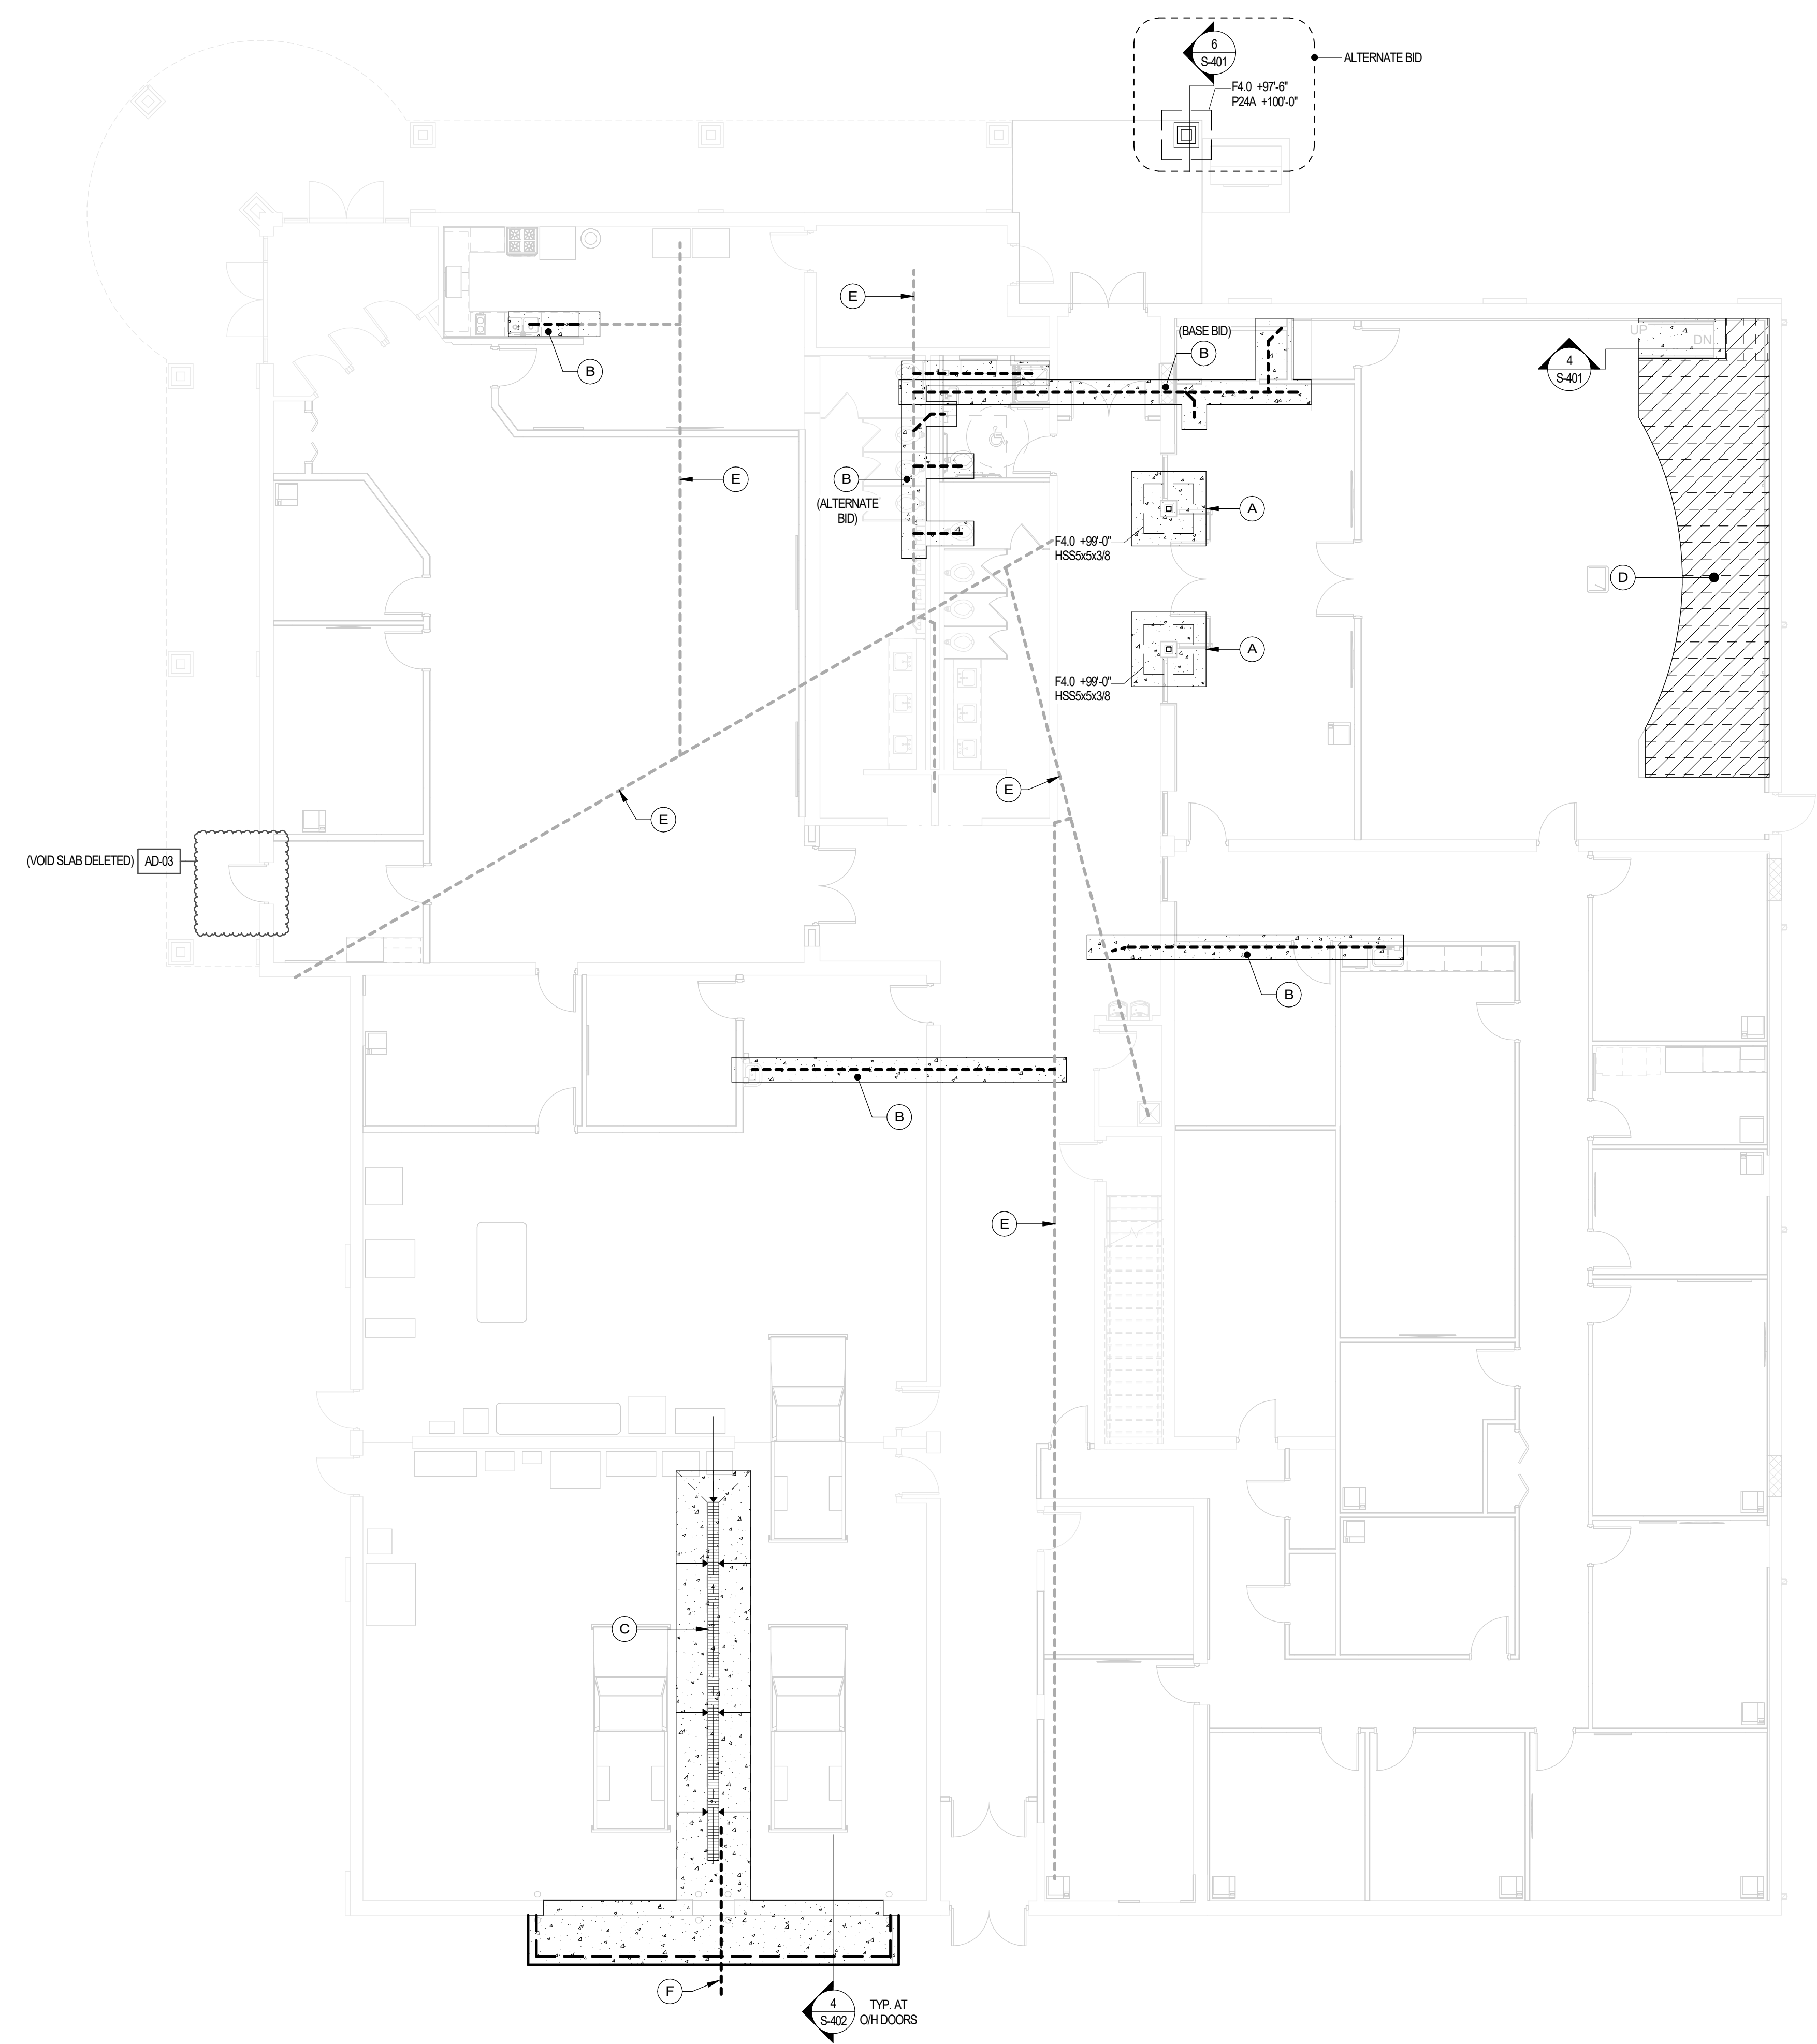 6
S-401
ALTERNATE BID
F4.0 +97'-6"
P24A +100'-0"
E
(BASE BID)
B
UP
DN.
4
S-401
B
E
B
(ALTERNATE
BID)
A
F4.0 +99'-0"
HSS5x5x3/8
D
A
F4.0 +99'-0"
HSS5x5x3/8
E
E
(VOID SLAB DELETED)
AD-03
B
B
E
C
F
4
S-402
TYP. AT
O/H DOORS